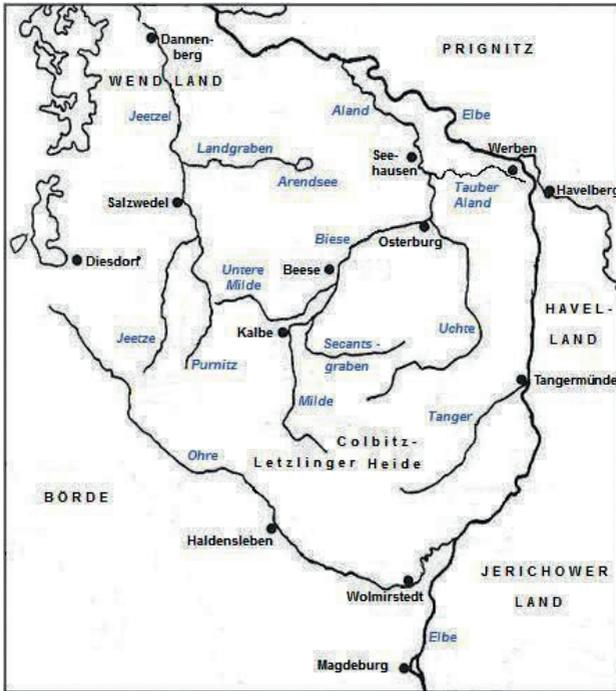 Dannen-
berg
PRIGNITZ
WENDLAND
Jeetzel
Aland
Elbe
Landgraben
See-
hausen
Werben
Arendsee
Tauber
Aland
Havelberg
Salzwedel
Biese
Osterburg
Diesdorf
Untere
Milde
Beese
HAVEL-
LAND
Jeetze
Purnitz
Kalbe
Secants-
graben
Uchte
Tangermünde
Milde
Tanger
Colbitz-
Letzlinger Heide
Ohre
BÖRDE
Haldensleben
JERICHOWER
LAND
Wolmirstedt
Elbe
Magdeburg